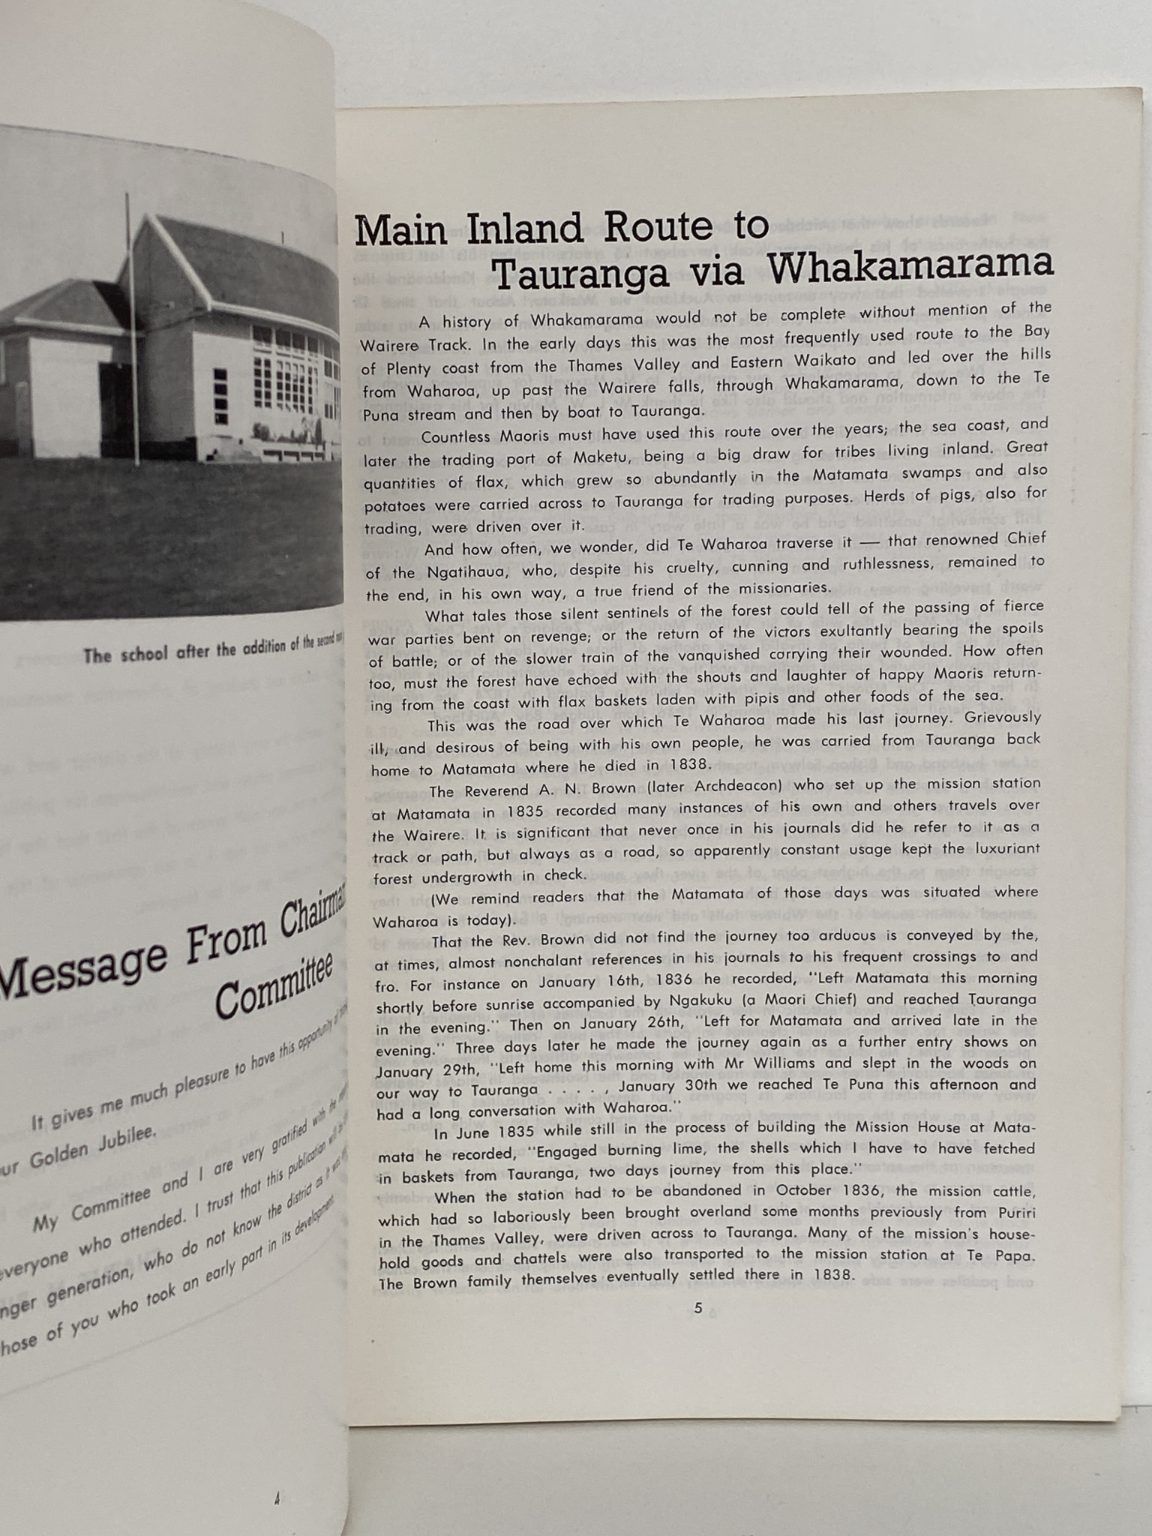 The school after the addition of the second
Message From Chairman
Committee
It gives me much pleasure to have this opportunity of
our Golden Jubilee.
My Committee and I are very gratified with the
everyone who attended. I trust that this publication will
nger generation, who do not know the district as it was
hose of you who took an early part in its development.
4
Main Inland Route to
Tauranga via Whakamarama
A history of Whakamarama would not be complete without mention of the
Wairere Track. In the early days this was the most frequently used route to the Bay
of Plenty coast from the Thames Valley and Eastern Waikato and led over the hills
from Waharoa, up past the Wairere falls, through Whakamarama, down to the Te
Puna stream and then by boat to Tauranga.
Countless Maoris must have used this route over the years; the sea coast, and
later the trading port of Maketu, being a big draw for tribes living inland. Great
quantities of flax, which grew so abundantly in the Matamata swamps and also
potatoes were carried across to Tauranga for trading purposes. Herds of pigs, also for
trading, were driven over it.
And how often, we wonder, did Te Waharoa traverse it — that renowned Chief
of the Ngatihaua, who, despite his cruelty, cunning and ruthlessness, remained to
the end, in his own way, a true friend of the missionaries.
What tales those silent sentinels of the forest could tell of the passing of fierce
war parties bent on revenge; or the return of the victors exultantly bearing the spoils
of battle; or of the slower train of the vanquished carrying their wounded. How often
too, must the forest have echoed with the shouts and laughter of happy Maoris return-
ing from the coast with flax baskets laden with pipis and other foods of the sea.
This was the road over which Te Waharoa made his last journey. Grievously
ill, and desirous of being with his own people, he was carried from Tauranga back
home to Matamata where he died in 1838.
The Reverend A. N. Brown (later Archdeacon) who set up the mission station
at Matamata in 1835 recorded many instances of his own and others travels over
the Wairere. It is significant that never once in his journals did he refer to it as a
track or path, but always as a road, so apparently constant usage kept the luxuriant
forest undergrowth in check.
(We remind readers that the Matamata of those days was situated where
Waharoa is today).
That the Rev. Brown did not find the journey too arduous is conveyed by the,
at times, almost nonchalant references in his journals to his frequent crossings to and
fro. For instance on January 16th, 1836 he recorded, "Left Matamata this morning
shortly before sunrise accompanied by Ngakuku (a Maori Chief) and reached Tauranga
in the evening." Then on January 26th, "Left for Matamata and arrived late in the
evening." Three days later he made the journey again as a further entry shows on
January 29th, "Left home this morning with Mr Williams and slept in the woods on
our way to Tauranga . . . . , January 30th we reached Te Puna this afternoon and
had a long conversation with Waharoa."
In June 1835 while still in the process of building the Mission House at Mata-
mata he recorded, "Engaged burning lime, the shells which I have to have fetched
in baskets from Tauranga, two days journey from this place."
When the station had to be abandoned in October 1836, the mission cattle,
which had so laboriously been brought overland some months previously from Puriri
in the Thames Valley, were driven across to Tauranga. Many of the mission's house-
hold goods and chattels were also transported to the mission station at Te Papa.
The Brown family themselves eventually settled there in 1838.
5